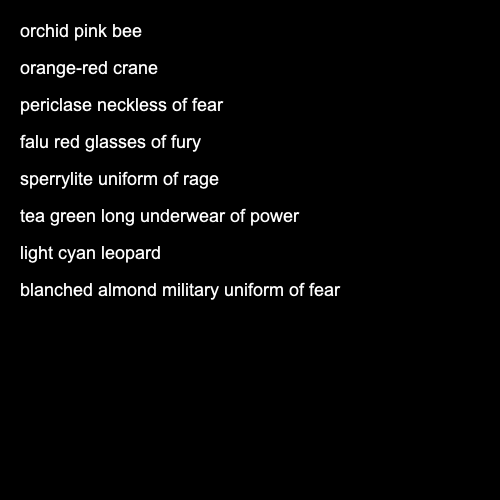 orchid pink bee
orange-red crane
periclase neckless of fear
falu red glasses of fury
sperrylite uniform of rage
tea green long underwear of power
light cyan leopard
blanched almond military uniform of fear